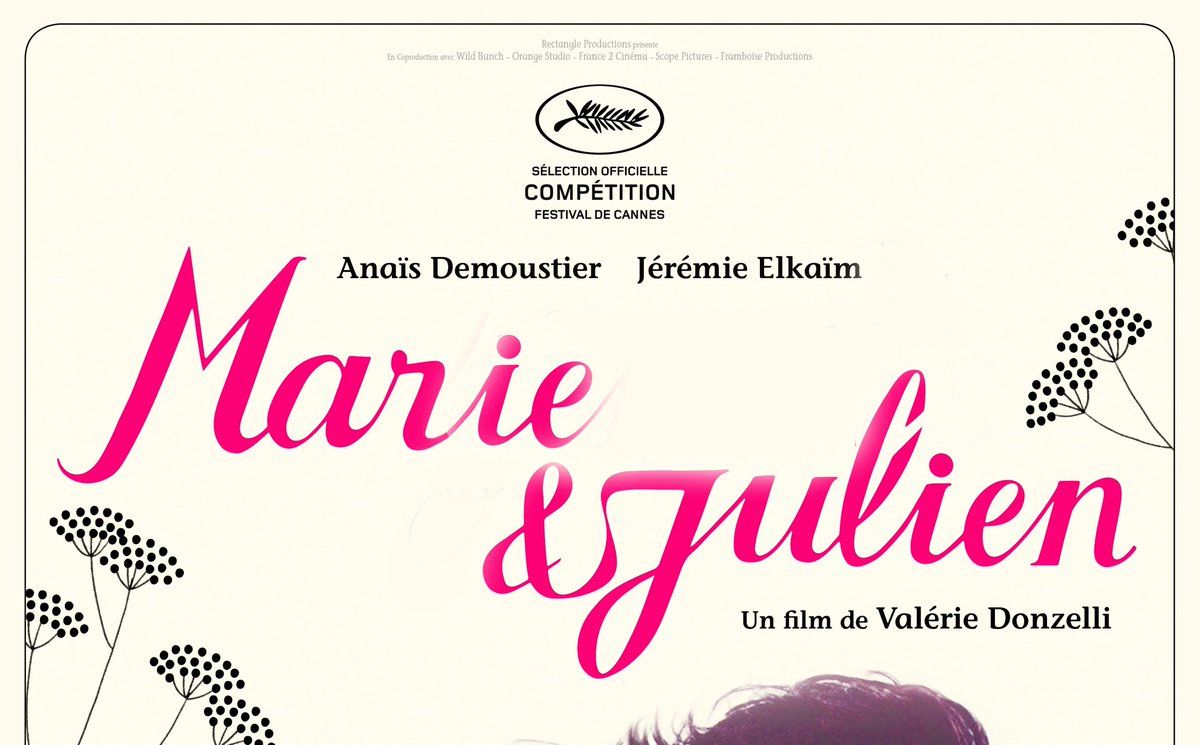 Rectangle Productions présente
En Coproduction avec Wild Bunch - Orange Studio - France 2 Cinéma - Scope Pictures - Framboise Productions
SÉLECTION OFFICIELLE
COMPÉTITION
FESTIVAL DE CANNES
Anaïs Demoustier Jérémie Elkaïm
Marie
& Julien
Un film de Valérie Donzelli